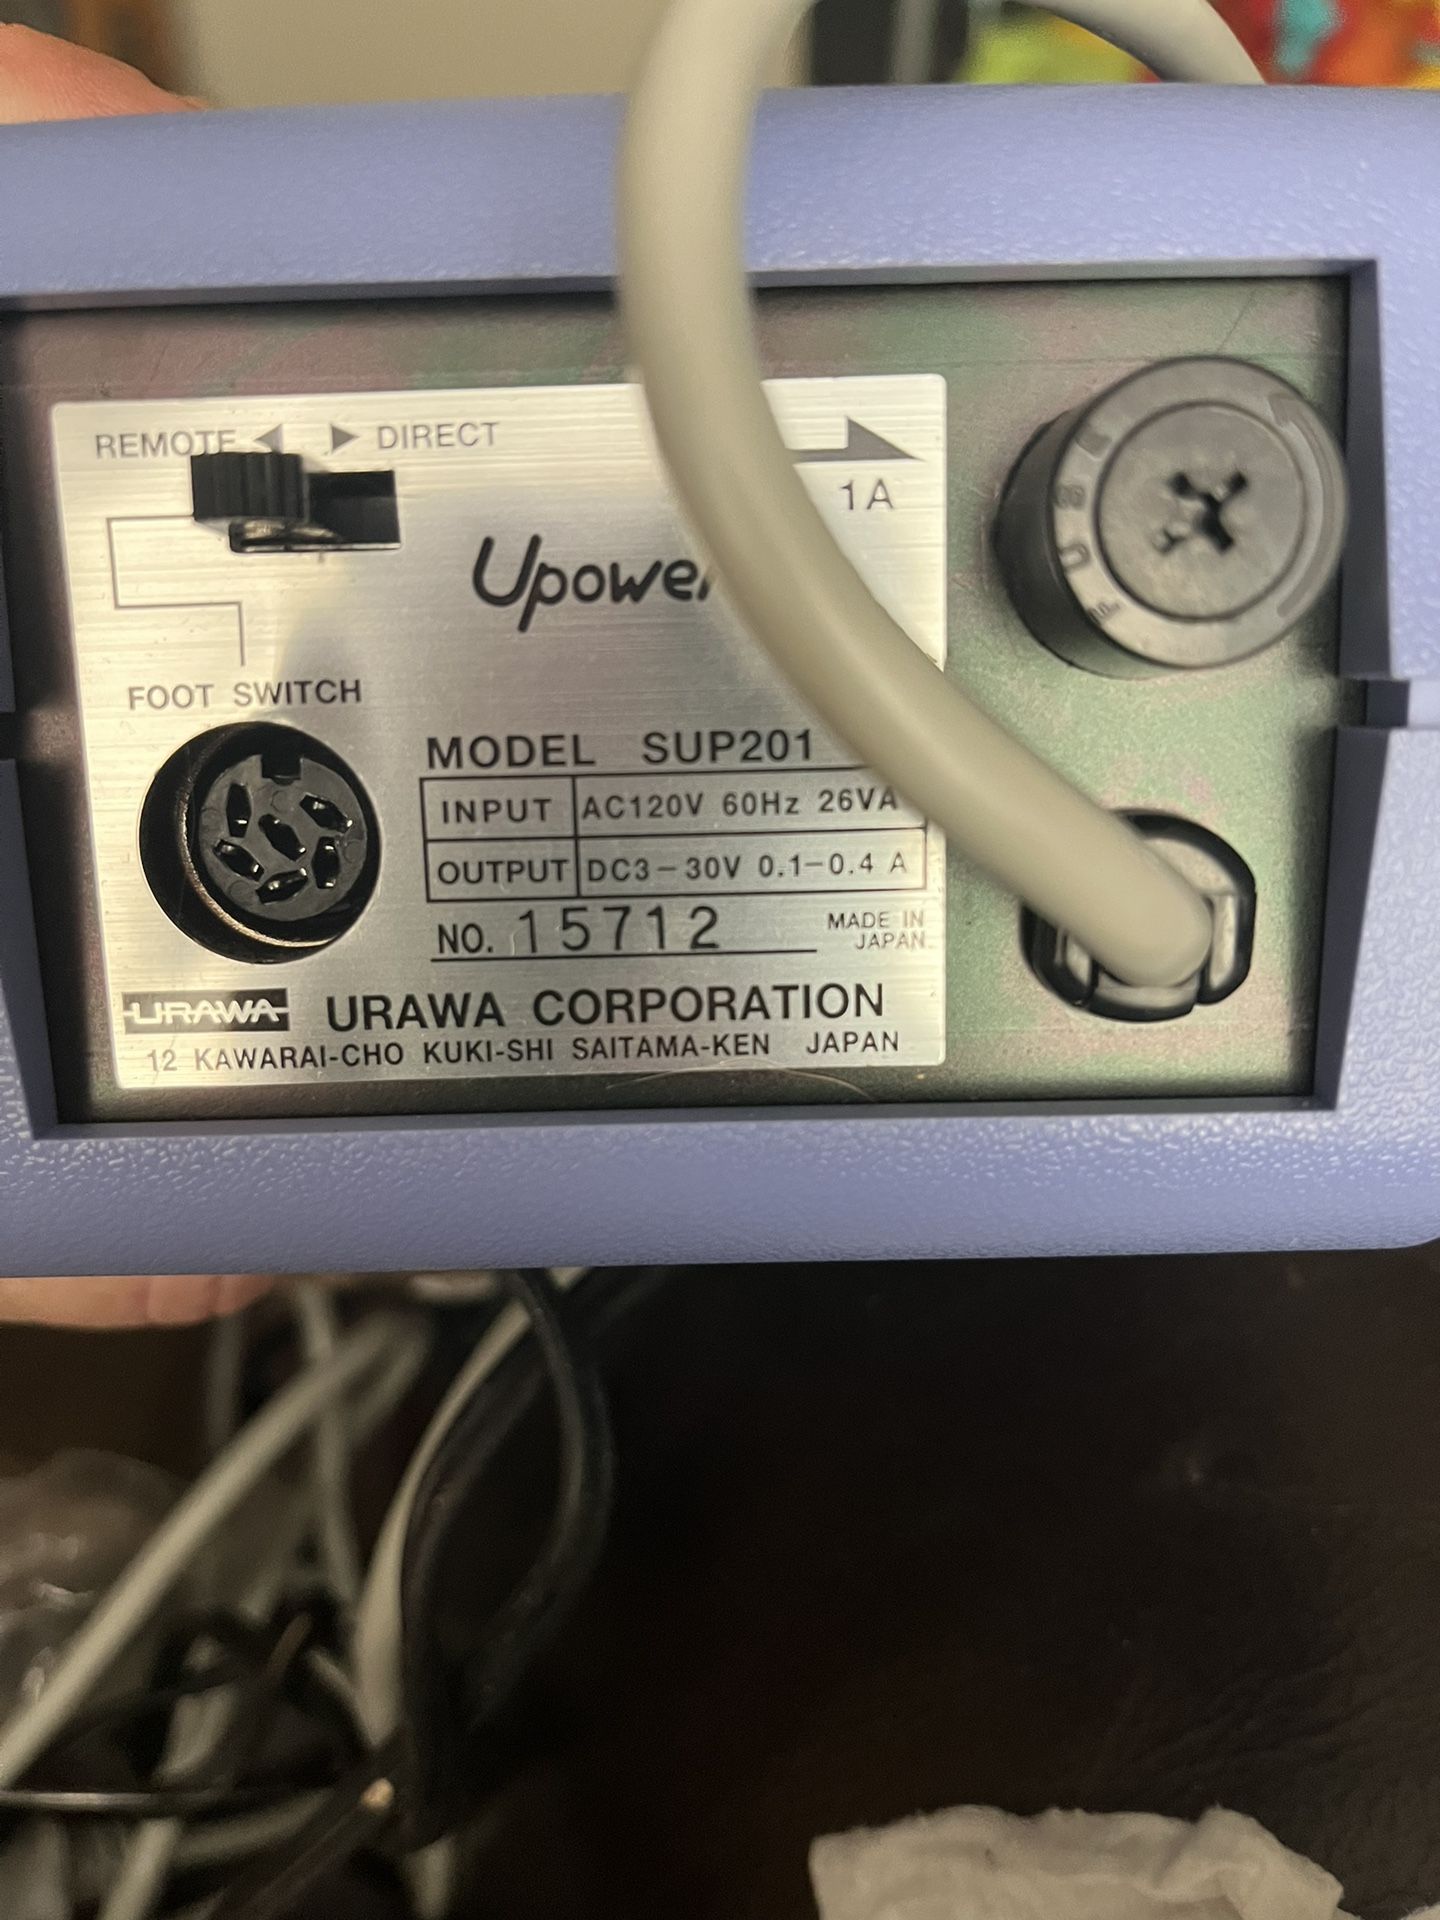 REMOTE ◀ ▶ DIRECT
1A
Upower
FOOT SWITCH
MODEL SUP201
INPUT AC120V 60Hz 26VA
OUTPUT DC3-30V 0.1-0.4 A
NO. 15712 MADE IN
JAPAN
URAWA URAWA CORPORATION
12 KAWARAI-CHO KUKI-SHI SAITAMA-KEN JAPAN